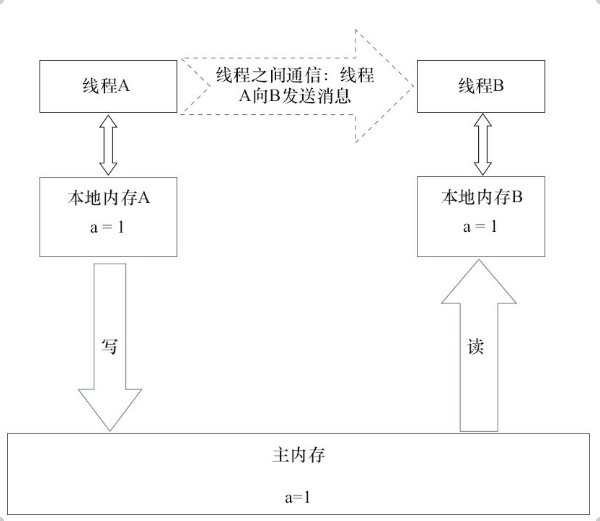 线程A
线程之间通信：线程
A向B发送消息
线程B
本地内存A
a = 1
本地内存B
a = 1
写
读
主内存
a=1